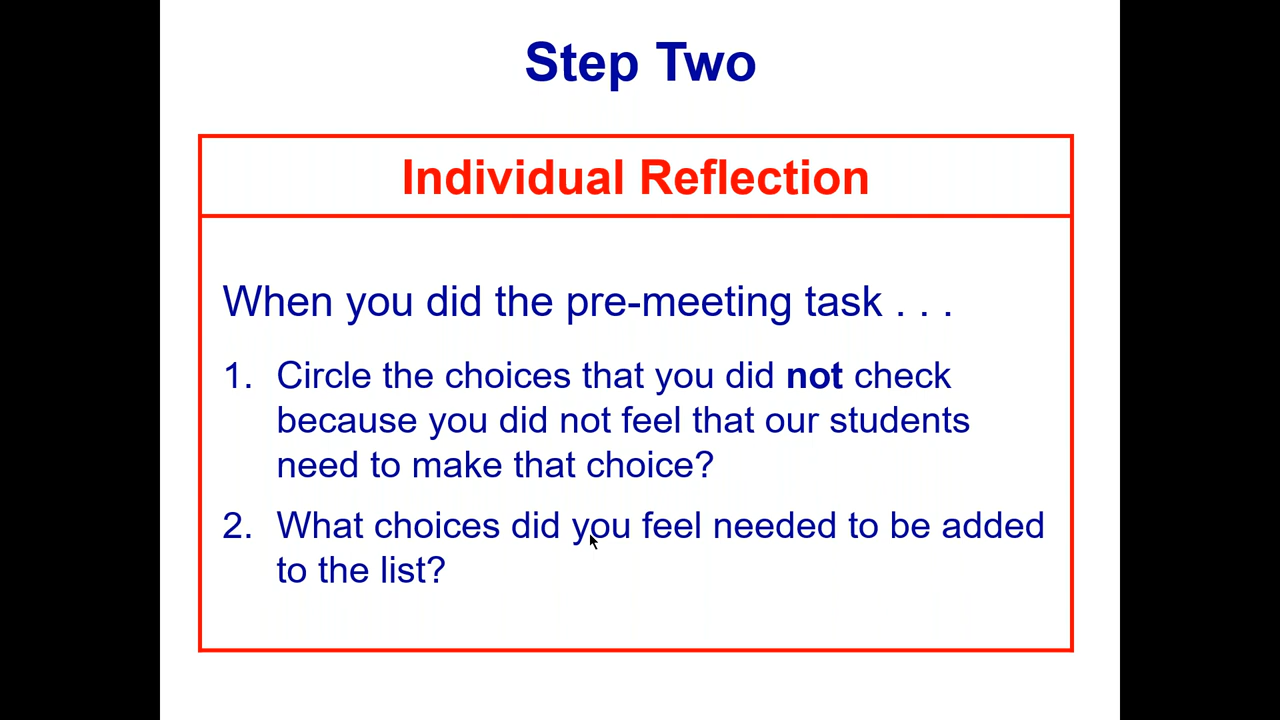 Step Two
Individual Reflection
When you did the pre-meeting task . . .
1. Circle the choices that you did not check
because you did not feel that our students
need to make that choice?
2. What choices did you feel needed to be added
to the list?